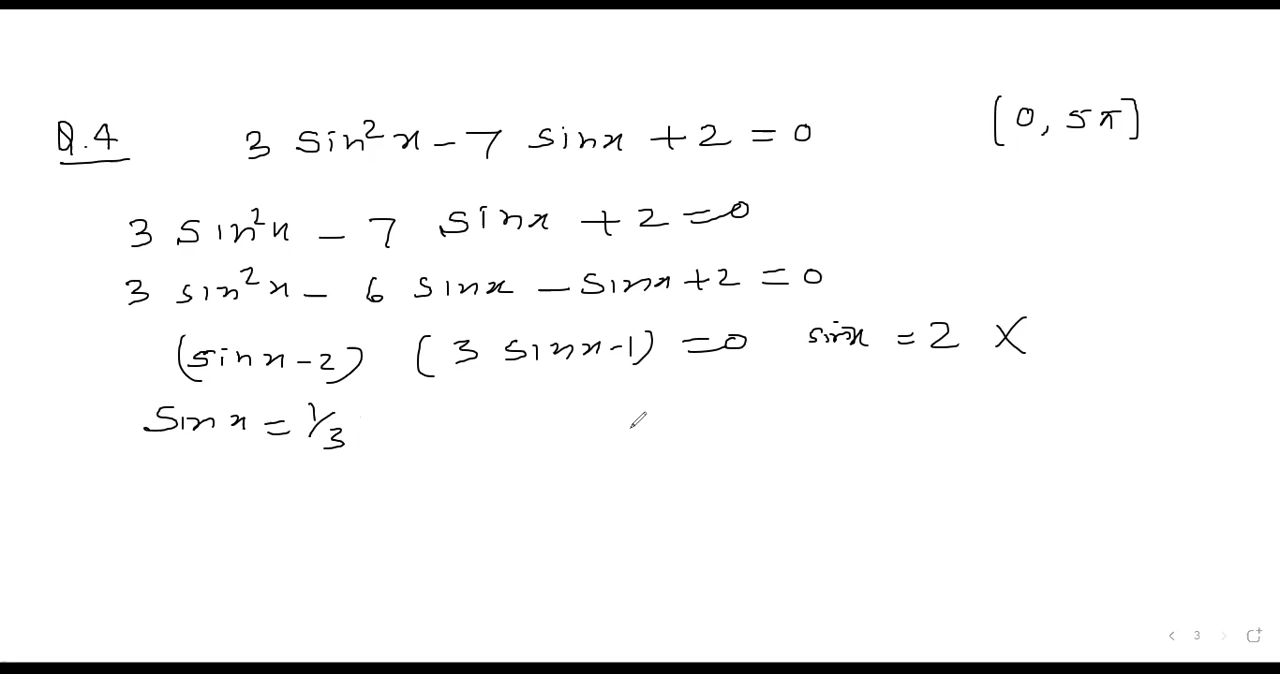 Q.4 3 sin²x - 7 sinx + 2 = 0 [0, 5π]
3 sin²x - 7 sinx + 2 = 0
3 sin²x - 6 sinx - sinx + 2 = 0
(sinx - 2) (3 sinx - 1) = 0 sinx = 2 X
sinx = 1/3
3